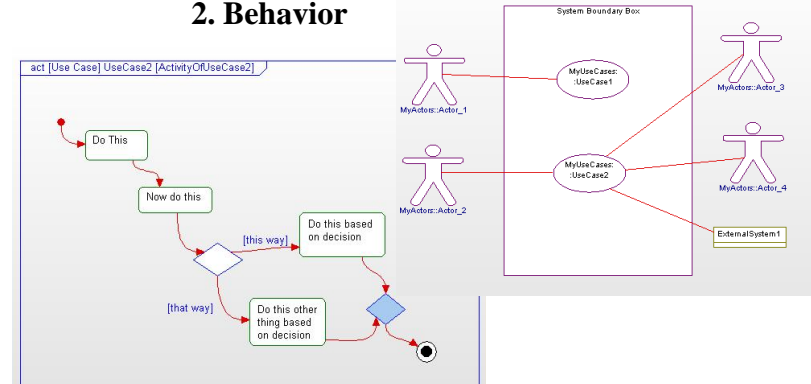 2. Behavior
act [Use Case] UseCase2 [ActivityOfUseCase2]
Do This
Now do this
[this way]
Do this based
on decision
[that way]
Do this other
thing based
on decision
System Boundary Box
MyActors::Actor_1
MyUseCases:
:UseCase1
MyActors::Actor_3
MyActors::Actor_2
MyUseCases:
:UseCase2
MyActors::Actor_4
ExternalSystem1